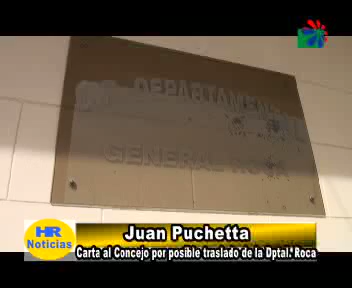 DEPARTAMENTAL
GENERAL ROCA
Juan Puchetta
HR
Noticias
Carta al Concejo por posible traslado de la Dptal. Roca